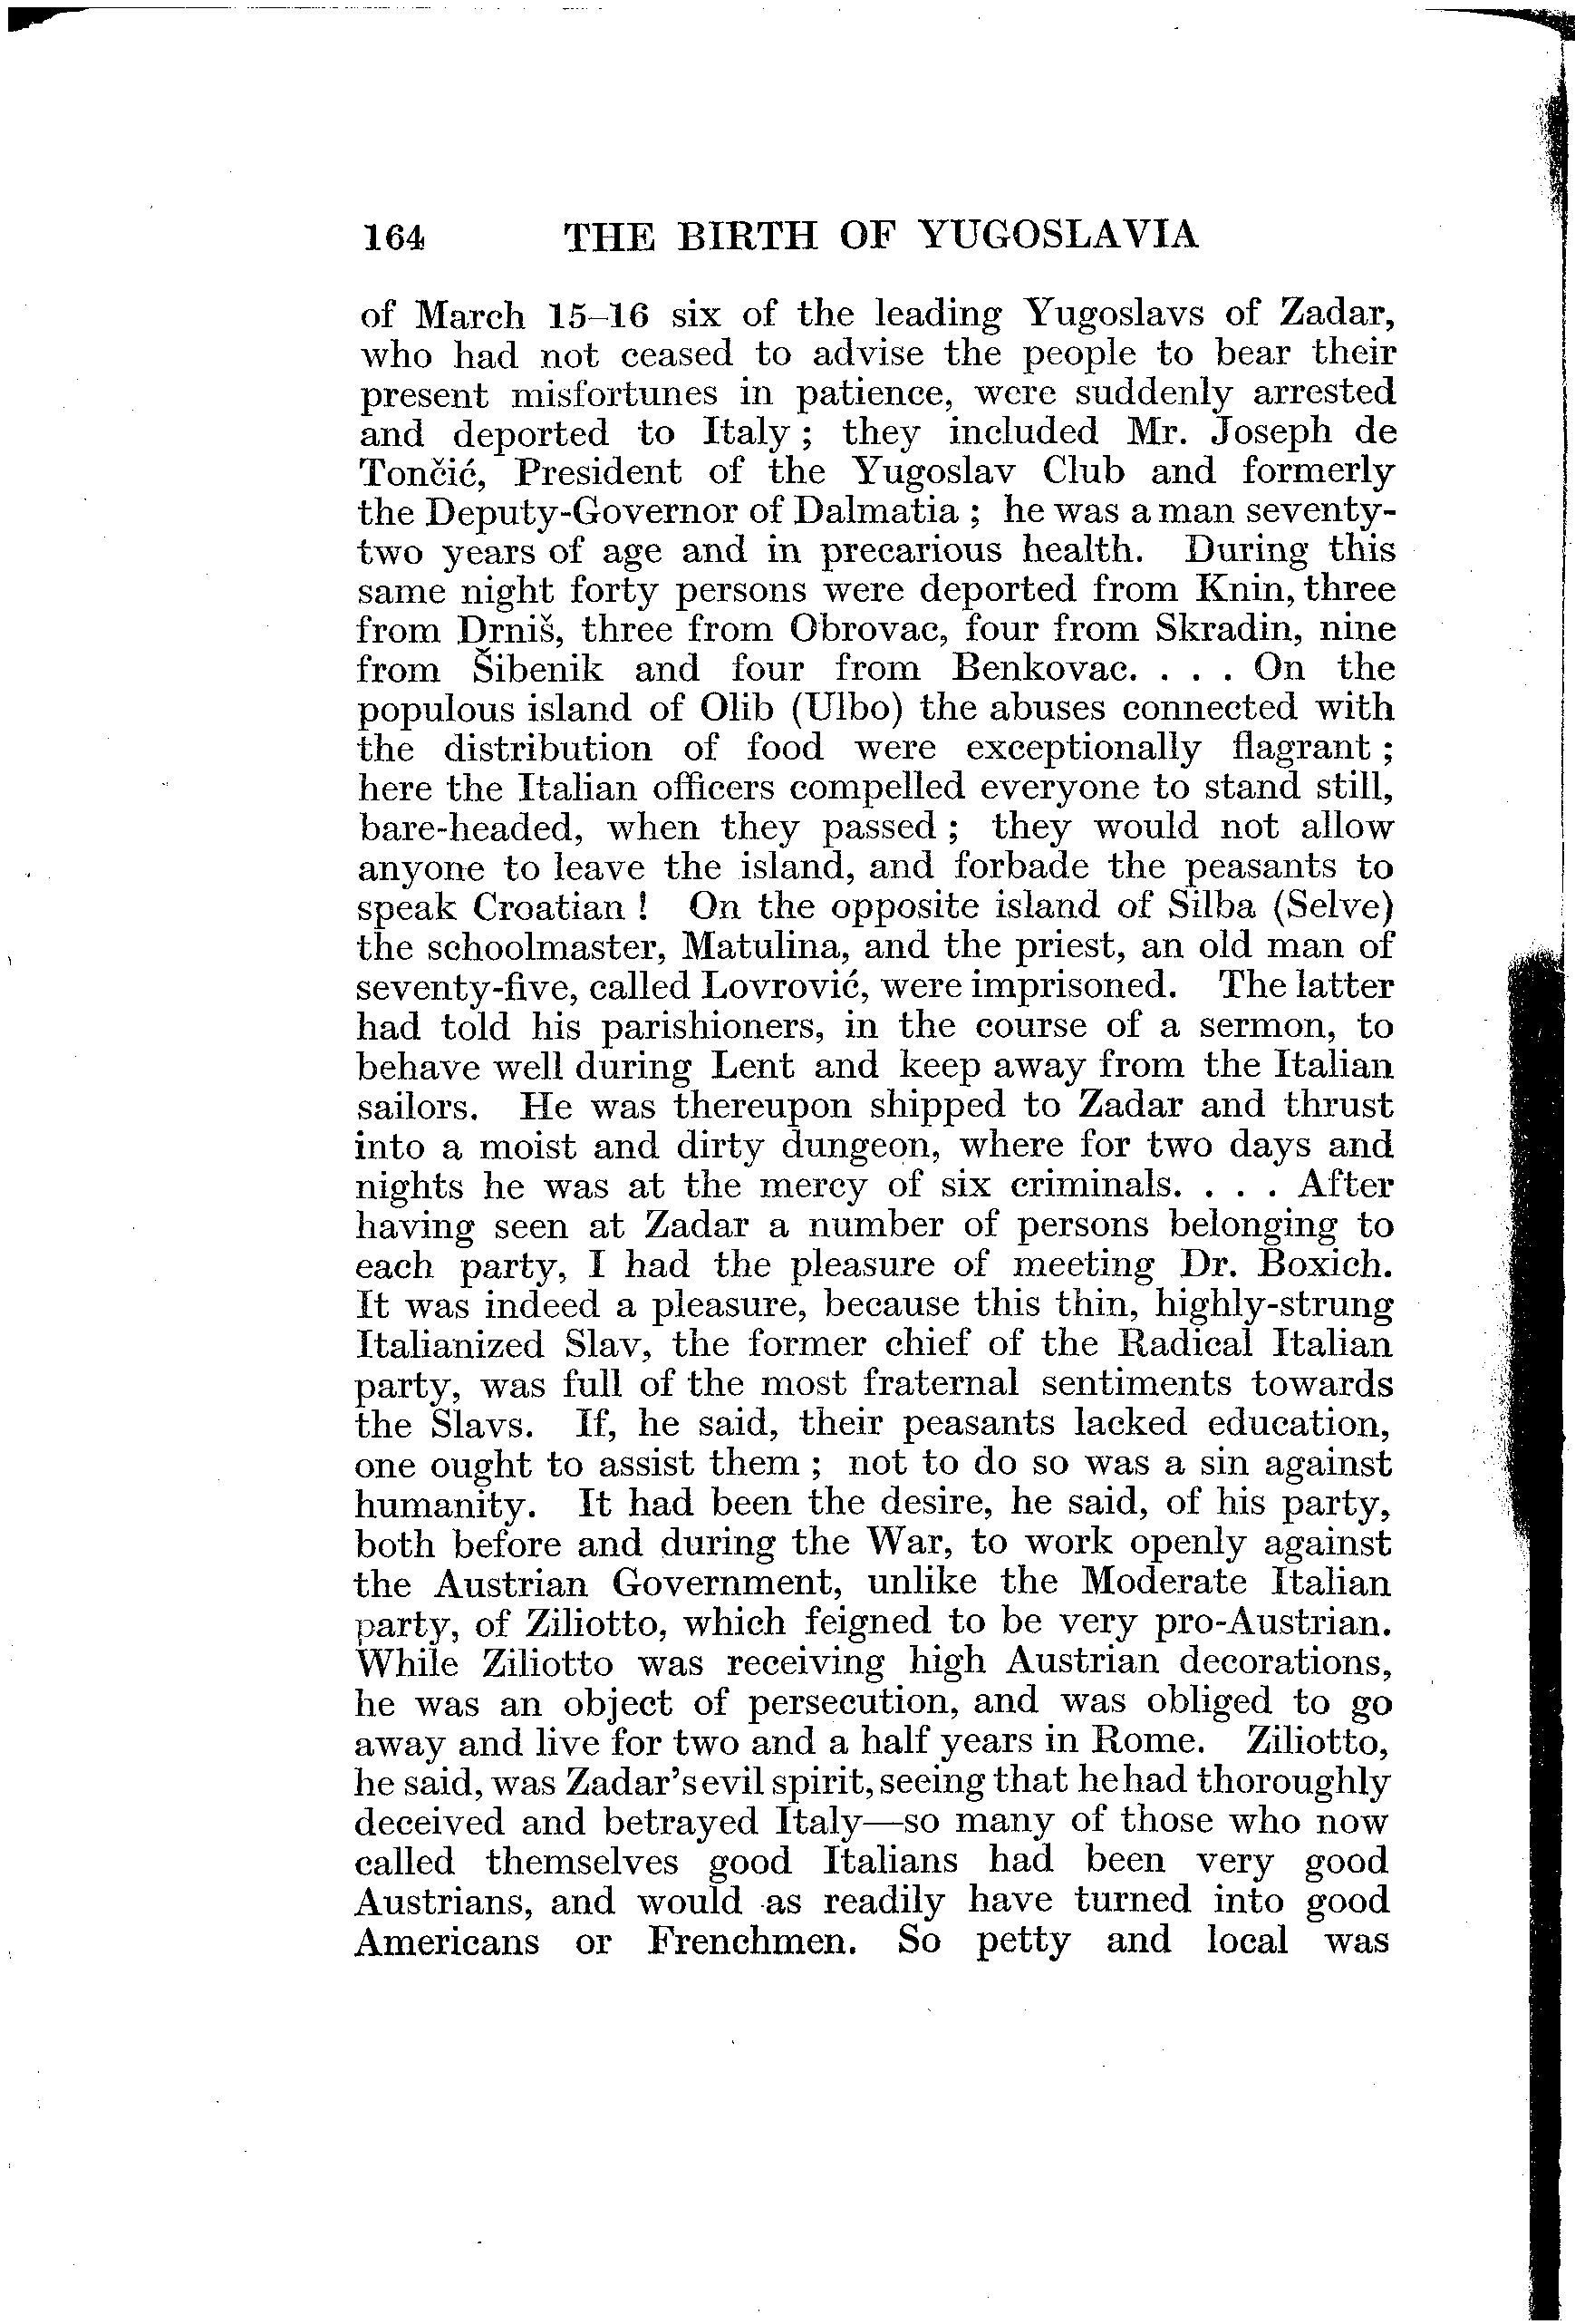 164 THE BIRTH OF YUGOSLAVIA
of March 15–16 six of the leading Yugoslavs of Zadar,
who had not ceased to advise the people to bear their
present misfortunes in patience, were suddenly arrested
and deported to Italy ; they included Mr. Joseph de
Tončić, President of the Yugoslav Club and formerly
the Deputy-Governor of Dalmatia ; he was a man seventy-
two years of age and in precarious health. During this
same night forty persons were deported from Knin, three
from Drniš, three from Obrovac, four from Skradin, nine
from Šibenik and four from Benkovac. . . . On the
populous island of Olib (Ulbo) the abuses connected with
the distribution of food were exceptionally flagrant ;
here the Italian officers compelled everyone to stand still,
bare-headed, when they passed ; they would not allow
anyone to leave the island, and forbade the peasants to
speak Croatian ! On the opposite island of Silba (Selve)
the schoolmaster, Matulina, and the priest, an old man of
seventy-five, called Lovrović, were imprisoned. The latter
had told his parishioners, in the course of a sermon, to
behave well during Lent and keep away from the Italian
sailors. He was thereupon shipped to Zadar and thrust
into a moist and dirty dungeon, where for two days and
nights he was at the mercy of six criminals. . . . After
having seen at Zadar a number of persons belonging to
each party, I had the pleasure of meeting Dr. Boxich.
It was indeed a pleasure, because this thin, highly-strung
Italianized Slav, the former chief of the Radical Italian
party, was full of the most fraternal sentiments towards
the Slavs. If, he said, their peasants lacked education,
one ought to assist them ; not to do so was a sin against
humanity. It had been the desire, he said, of his party,
both before and during the War, to work openly against
the Austrian Government, unlike the Moderate Italian
party, of Ziliotto, which feigned to be very pro-Austrian.
While Ziliotto was receiving high Austrian decorations,
he was an object of persecution, and was obliged to go
away and live for two and a half years in Rome. Ziliotto,
he said, was Zadar's evil spirit, seeing that he had thoroughly
deceived and betrayed Italy—so many of those who now
called themselves good Italians had been very good
Austrians, and would as readily have turned into good
Americans or Frenchmen. So petty and local was